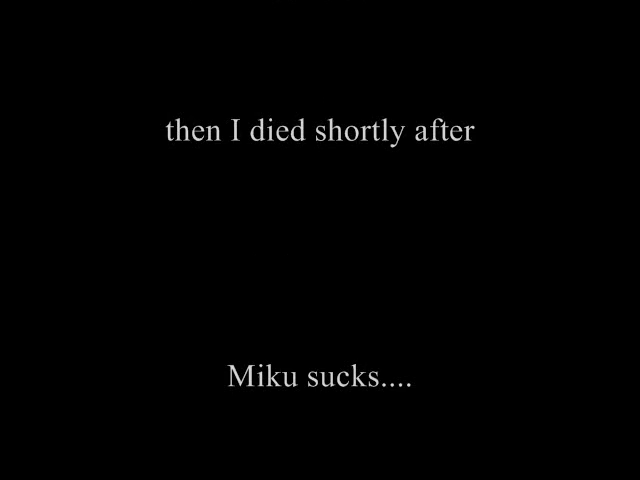 then I died shortly after
Miku sucks....